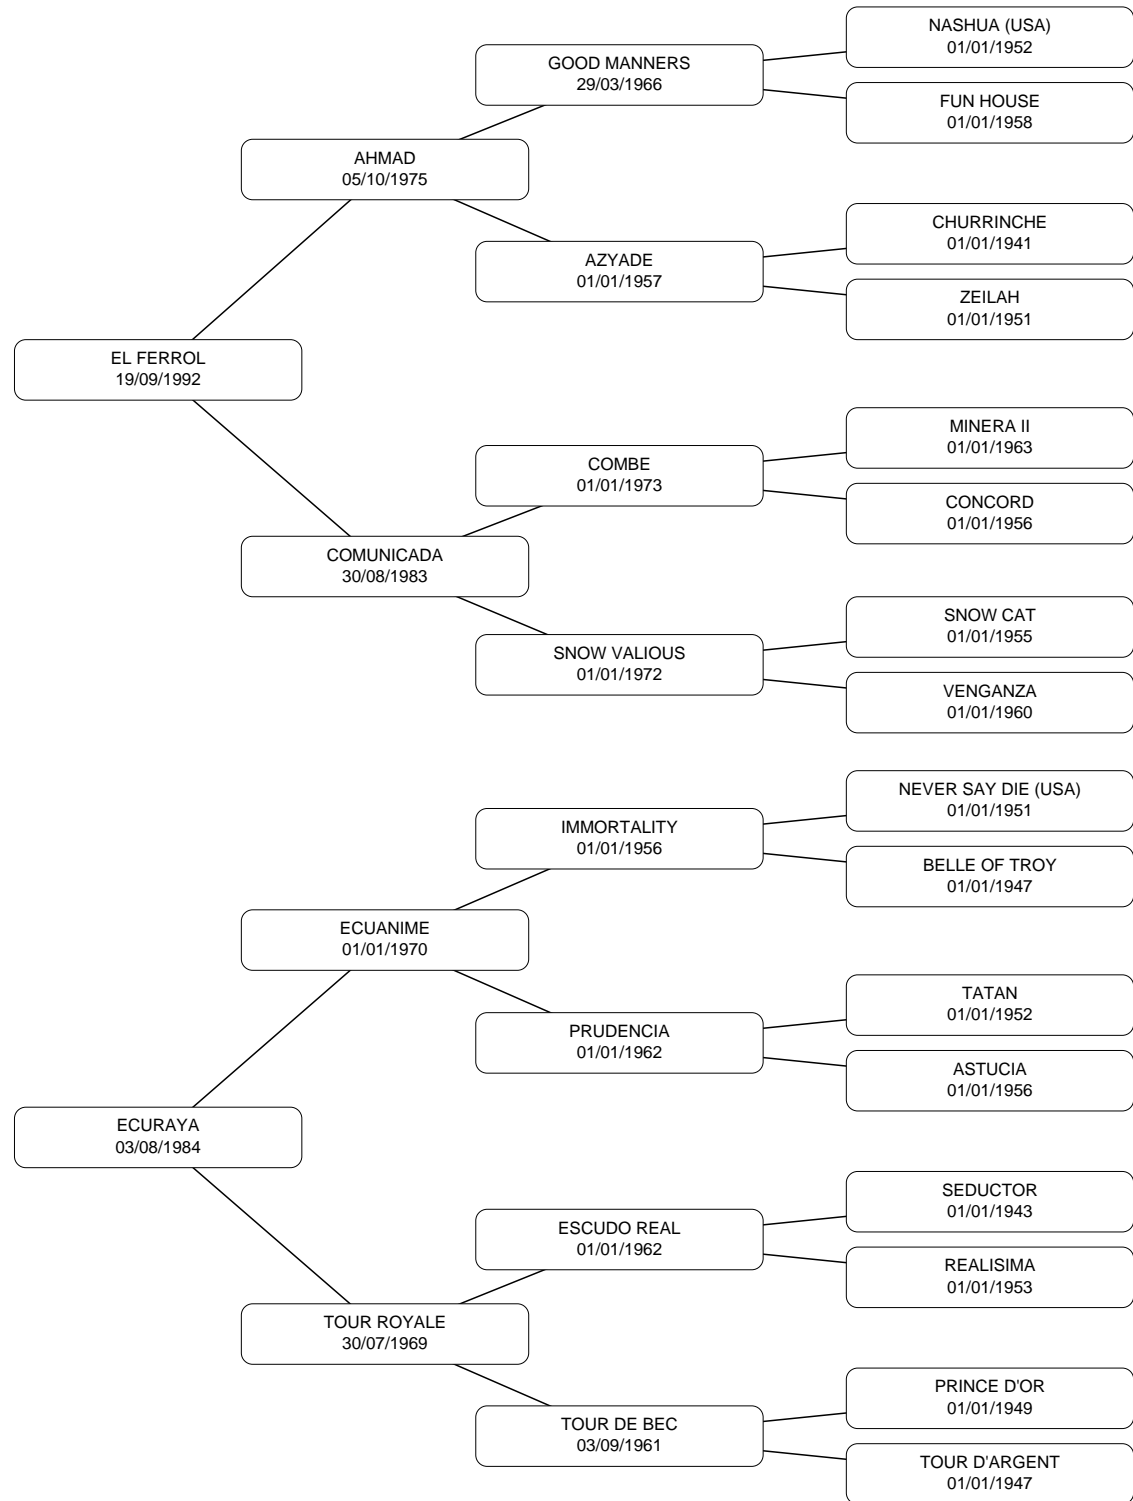 NASHUA (USA)
01/01/1952
GOOD MANNERS
29/03/1966
FUN HOUSE
01/01/1958
AHMAD
05/10/1975
CHURRINCHE
01/01/1941
AZYADE
01/01/1957
ZEILAH
01/01/1951
EL FERROL
19/09/1992
MINERA II
01/01/1963
COMBE
01/01/1973
CONCORD
01/01/1956
COMUNICADA
30/08/1983
SNOW CAT
01/01/1955
SNOW VALIOUS
01/01/1972
VENGANZA
01/01/1960
NEVER SAY DIE (USA)
01/01/1951
IMMORTALITY
01/01/1956
BELLE OF TROY
01/01/1947
ECUANIME
01/01/1970
TATAN
01/01/1952
PRUDENCIA
01/01/1962
ASTUCIA
01/01/1956
ECURAYA
03/08/1984
SEDUCTOR
01/01/1943
ESCUDO REAL
01/01/1962
REALISIMA
01/01/1953
TOUR ROYALE
30/07/1969
PRINCE D'OR
01/01/1949
TOUR DE BEC
03/09/1961
TOUR D'ARGENT
01/01/1947